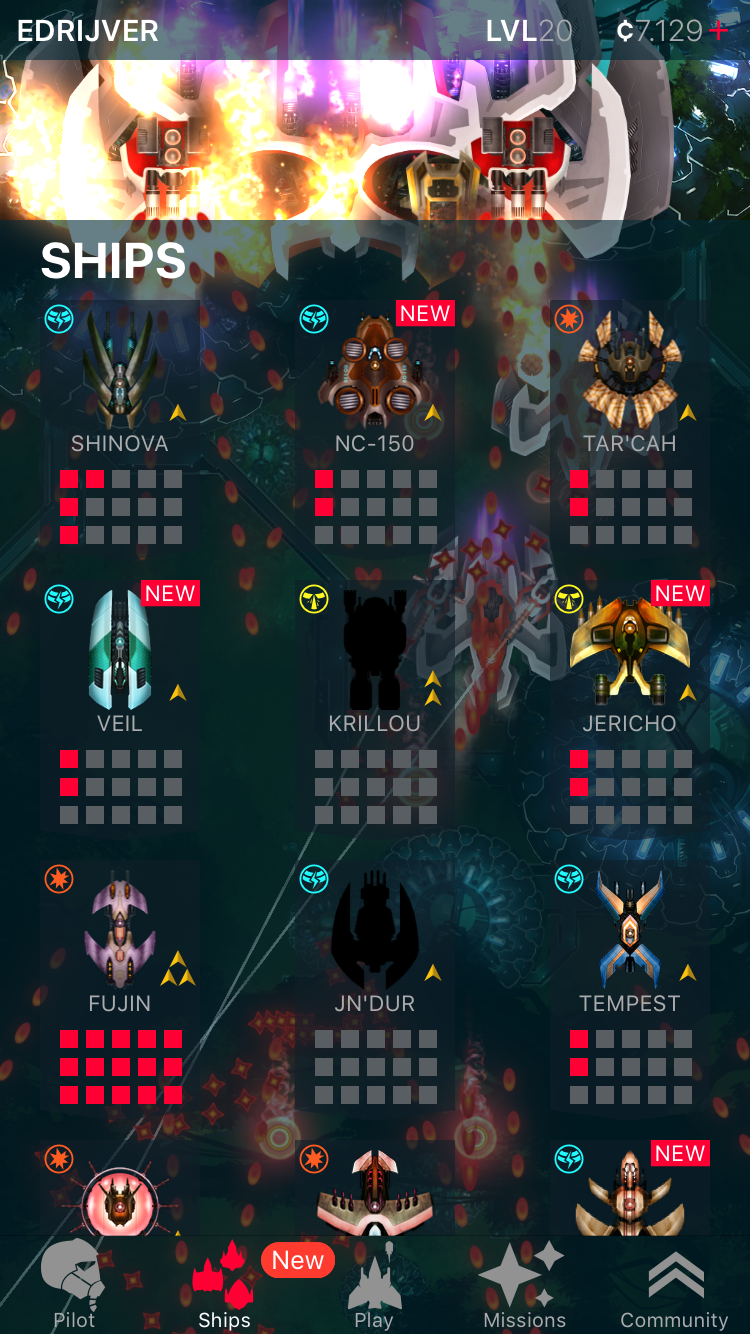 EDRIJVER LVL20 ₵7.129 +
SHIPS
NEW
SHINOVA NC-150 TAR'CAH
NEW NEW
VEIL KRILLOU JERICHO
FUJIN JN'DUR TEMPEST
NEW
New
Pilot Ships Play Missions Community